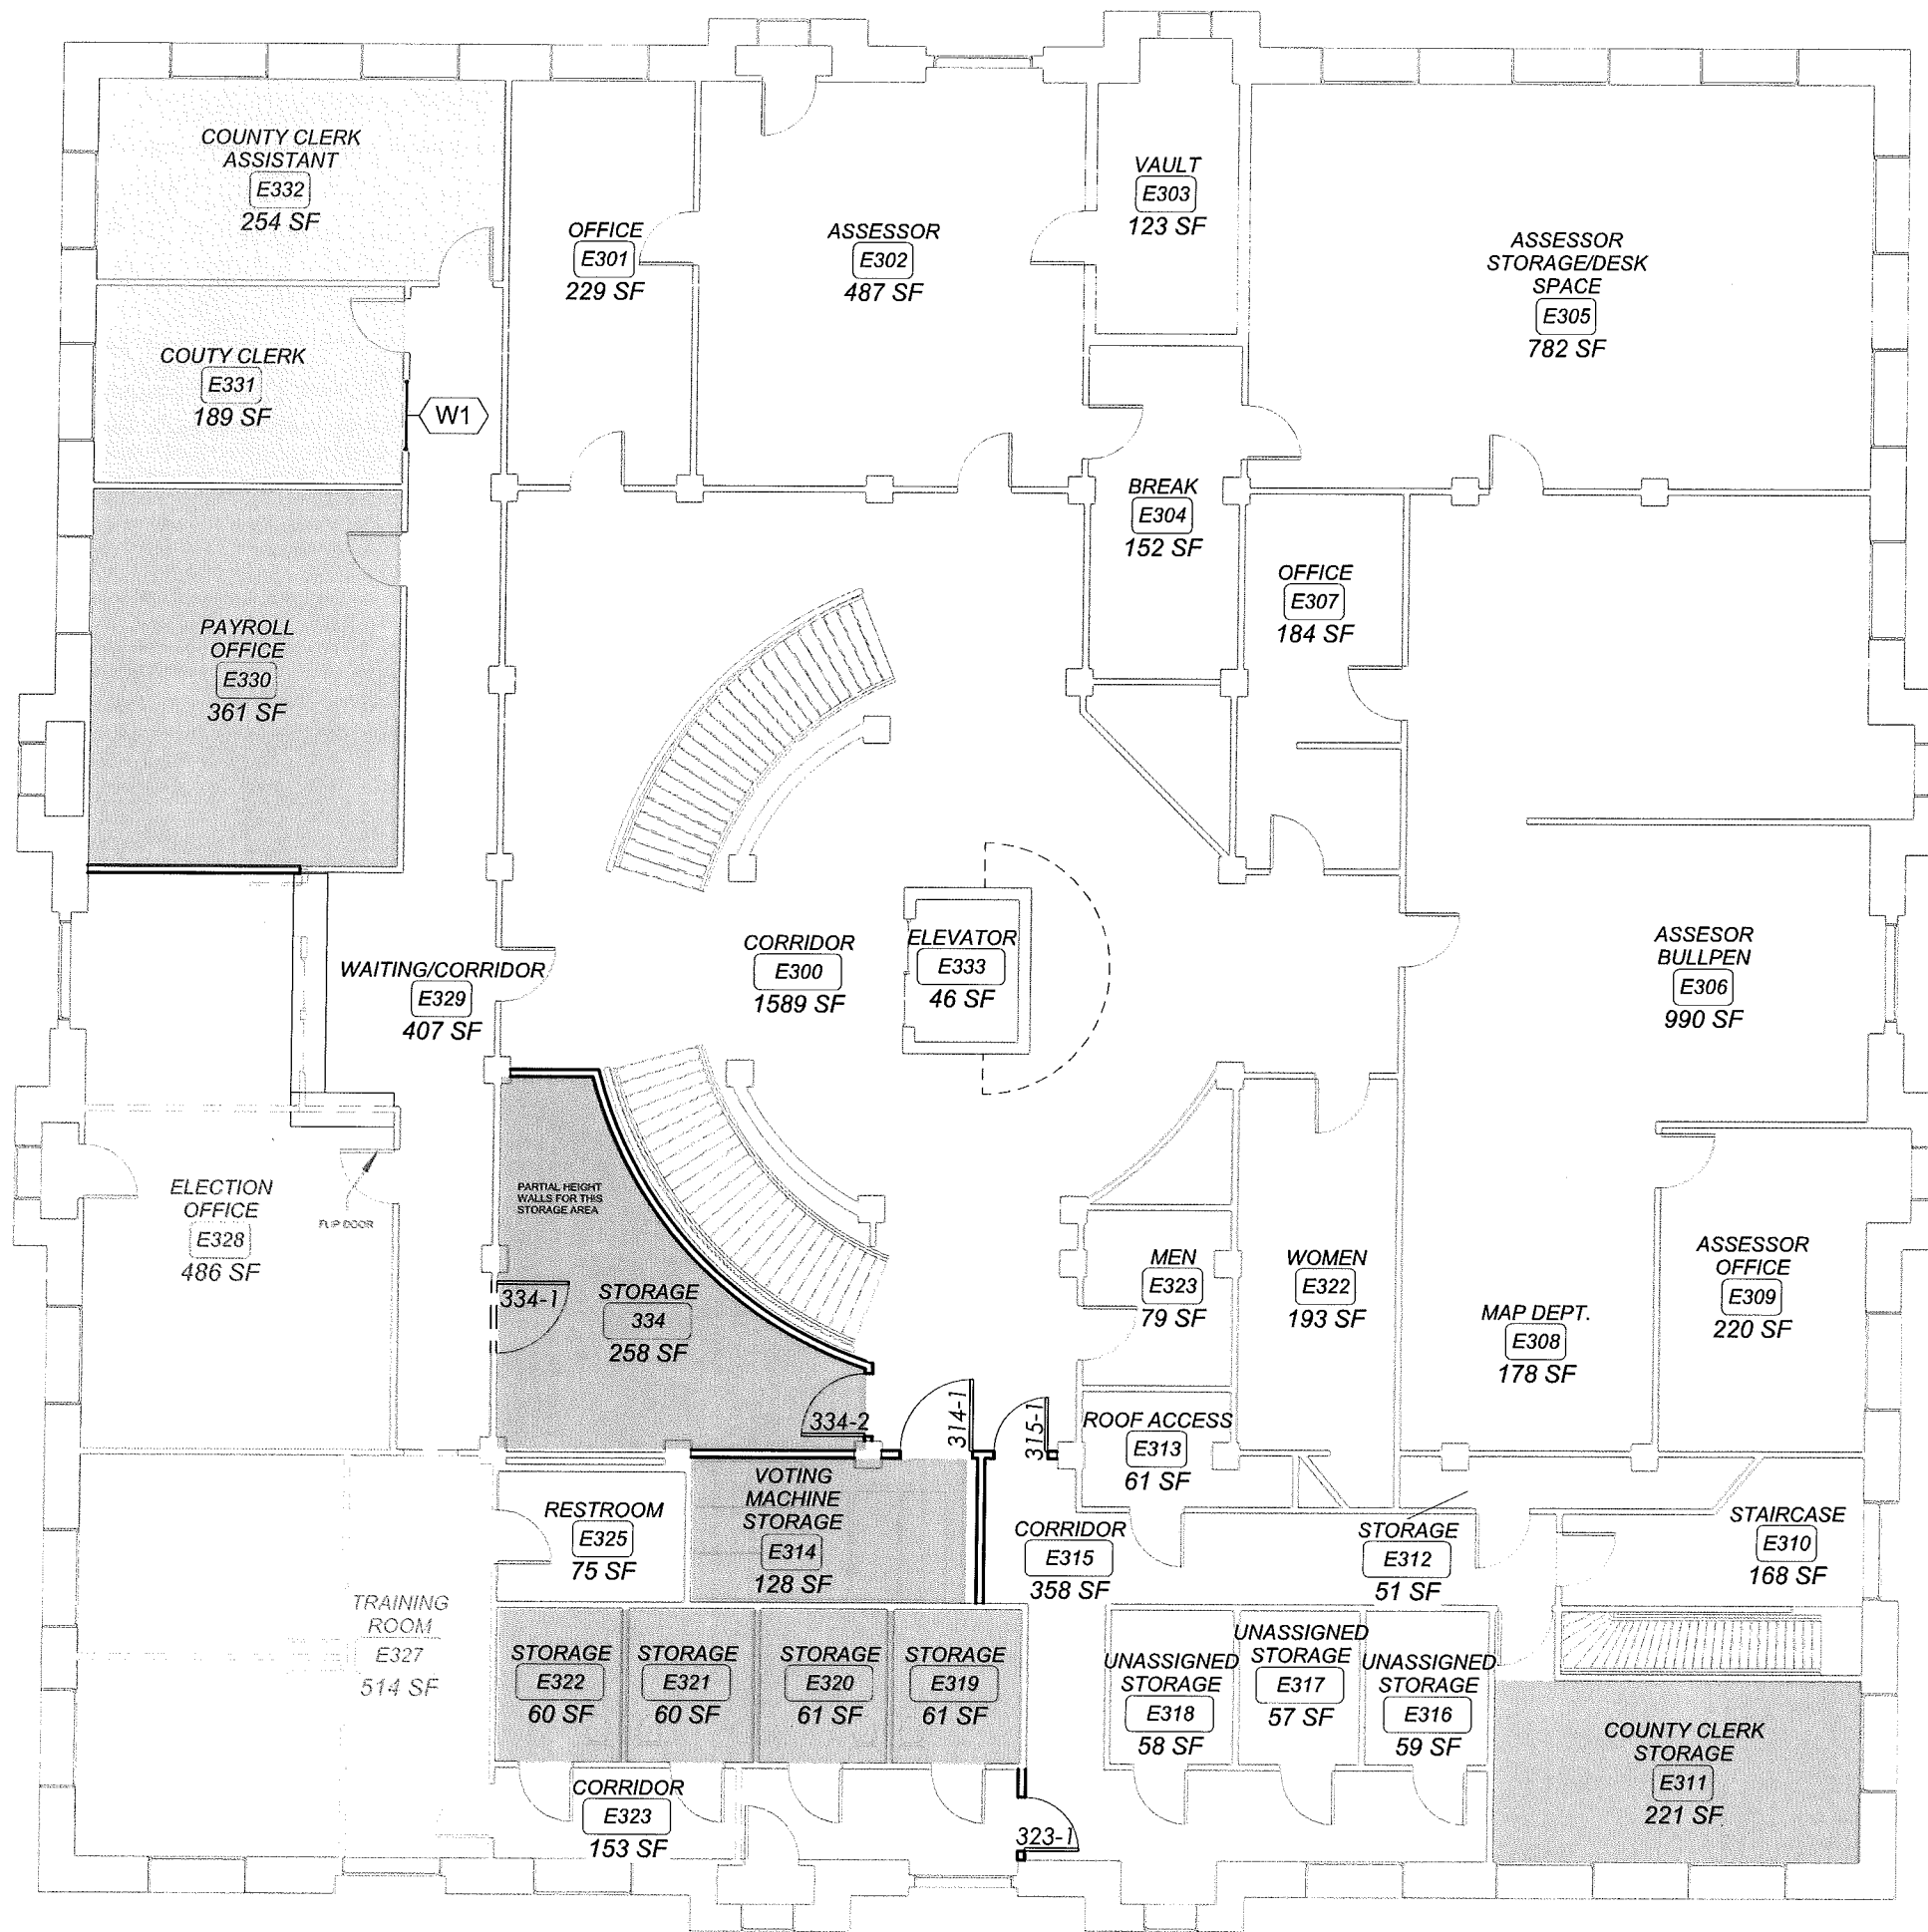 COUNTY CLERK
ASSISTANT
E332
254 SF
OFFICE
E301
229 SF
ASSESSOR
E302
487 SF
VAULT
E303
123 SF
ASSESSOR
STORAGE/DESK
SPACE
E305
782 SF
COUTY CLERK
E331
189 SF
W1
BREAK
E304
152 SF
OFFICE
E307
184 SF
PAYROLL
OFFICE
E330
361 SF
WAITING/CORRIDOR
E329
407 SF
CORRIDOR
E300
1589 SF
ELEVATOR
E333
46 SF
ASSESOR
BULLPEN
E306
990 SF
ELECTION
OFFICE
E328
486 SF
FLIP DOOR
PARTIAL HEIGHT
WALLS FOR THIS
STORAGE AREA
334-1
STORAGE
334
258 SF
334-2
314-1
315-1
MEN
E323
79 SF
WOMEN
E322
193 SF
MAP DEPT.
E308
178 SF
ASSESSOR
OFFICE
E309
220 SF
ROOF ACCESS
E313
61 SF
RESTROOM
E325
75 SF
VOTING
MACHINE
STORAGE
E314
128 SF
CORRIDOR
E315
358 SF
STORAGE
E312
51 SF
STAIRCASE
E310
168 SF
TRAINING
ROOM
E327
514 SF
STORAGE
E322
60 SF
STORAGE
E321
60 SF
STORAGE
E320
61 SF
STORAGE
E319
61 SF
UNASSIGNED
STORAGE
E318
58 SF
UNASSIGNED
STORAGE
E317
57 SF
UNASSIGNED
STORAGE
E316
59 SF
COUNTY CLERK
STORAGE
E311
221 SF
CORRIDOR
E323
153 SF
323-1